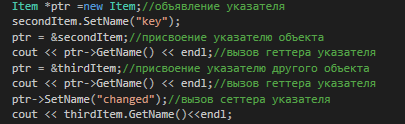 Item *ptr =new Item;//объявление указателя
secondItem.SetName("key");
ptr = &secondItem;//присвоение указателю объекта
cout << ptr->GetName() << endl;//вызов геттера указателя
ptr = &thirdItem;//присвоение указателю другого объекта
cout << ptr->GetName() << endl;//вызов геттера указателя
ptr->SetName("changed");//вызов сеттера указателя
cout << thirdItem.GetName()<<endl;